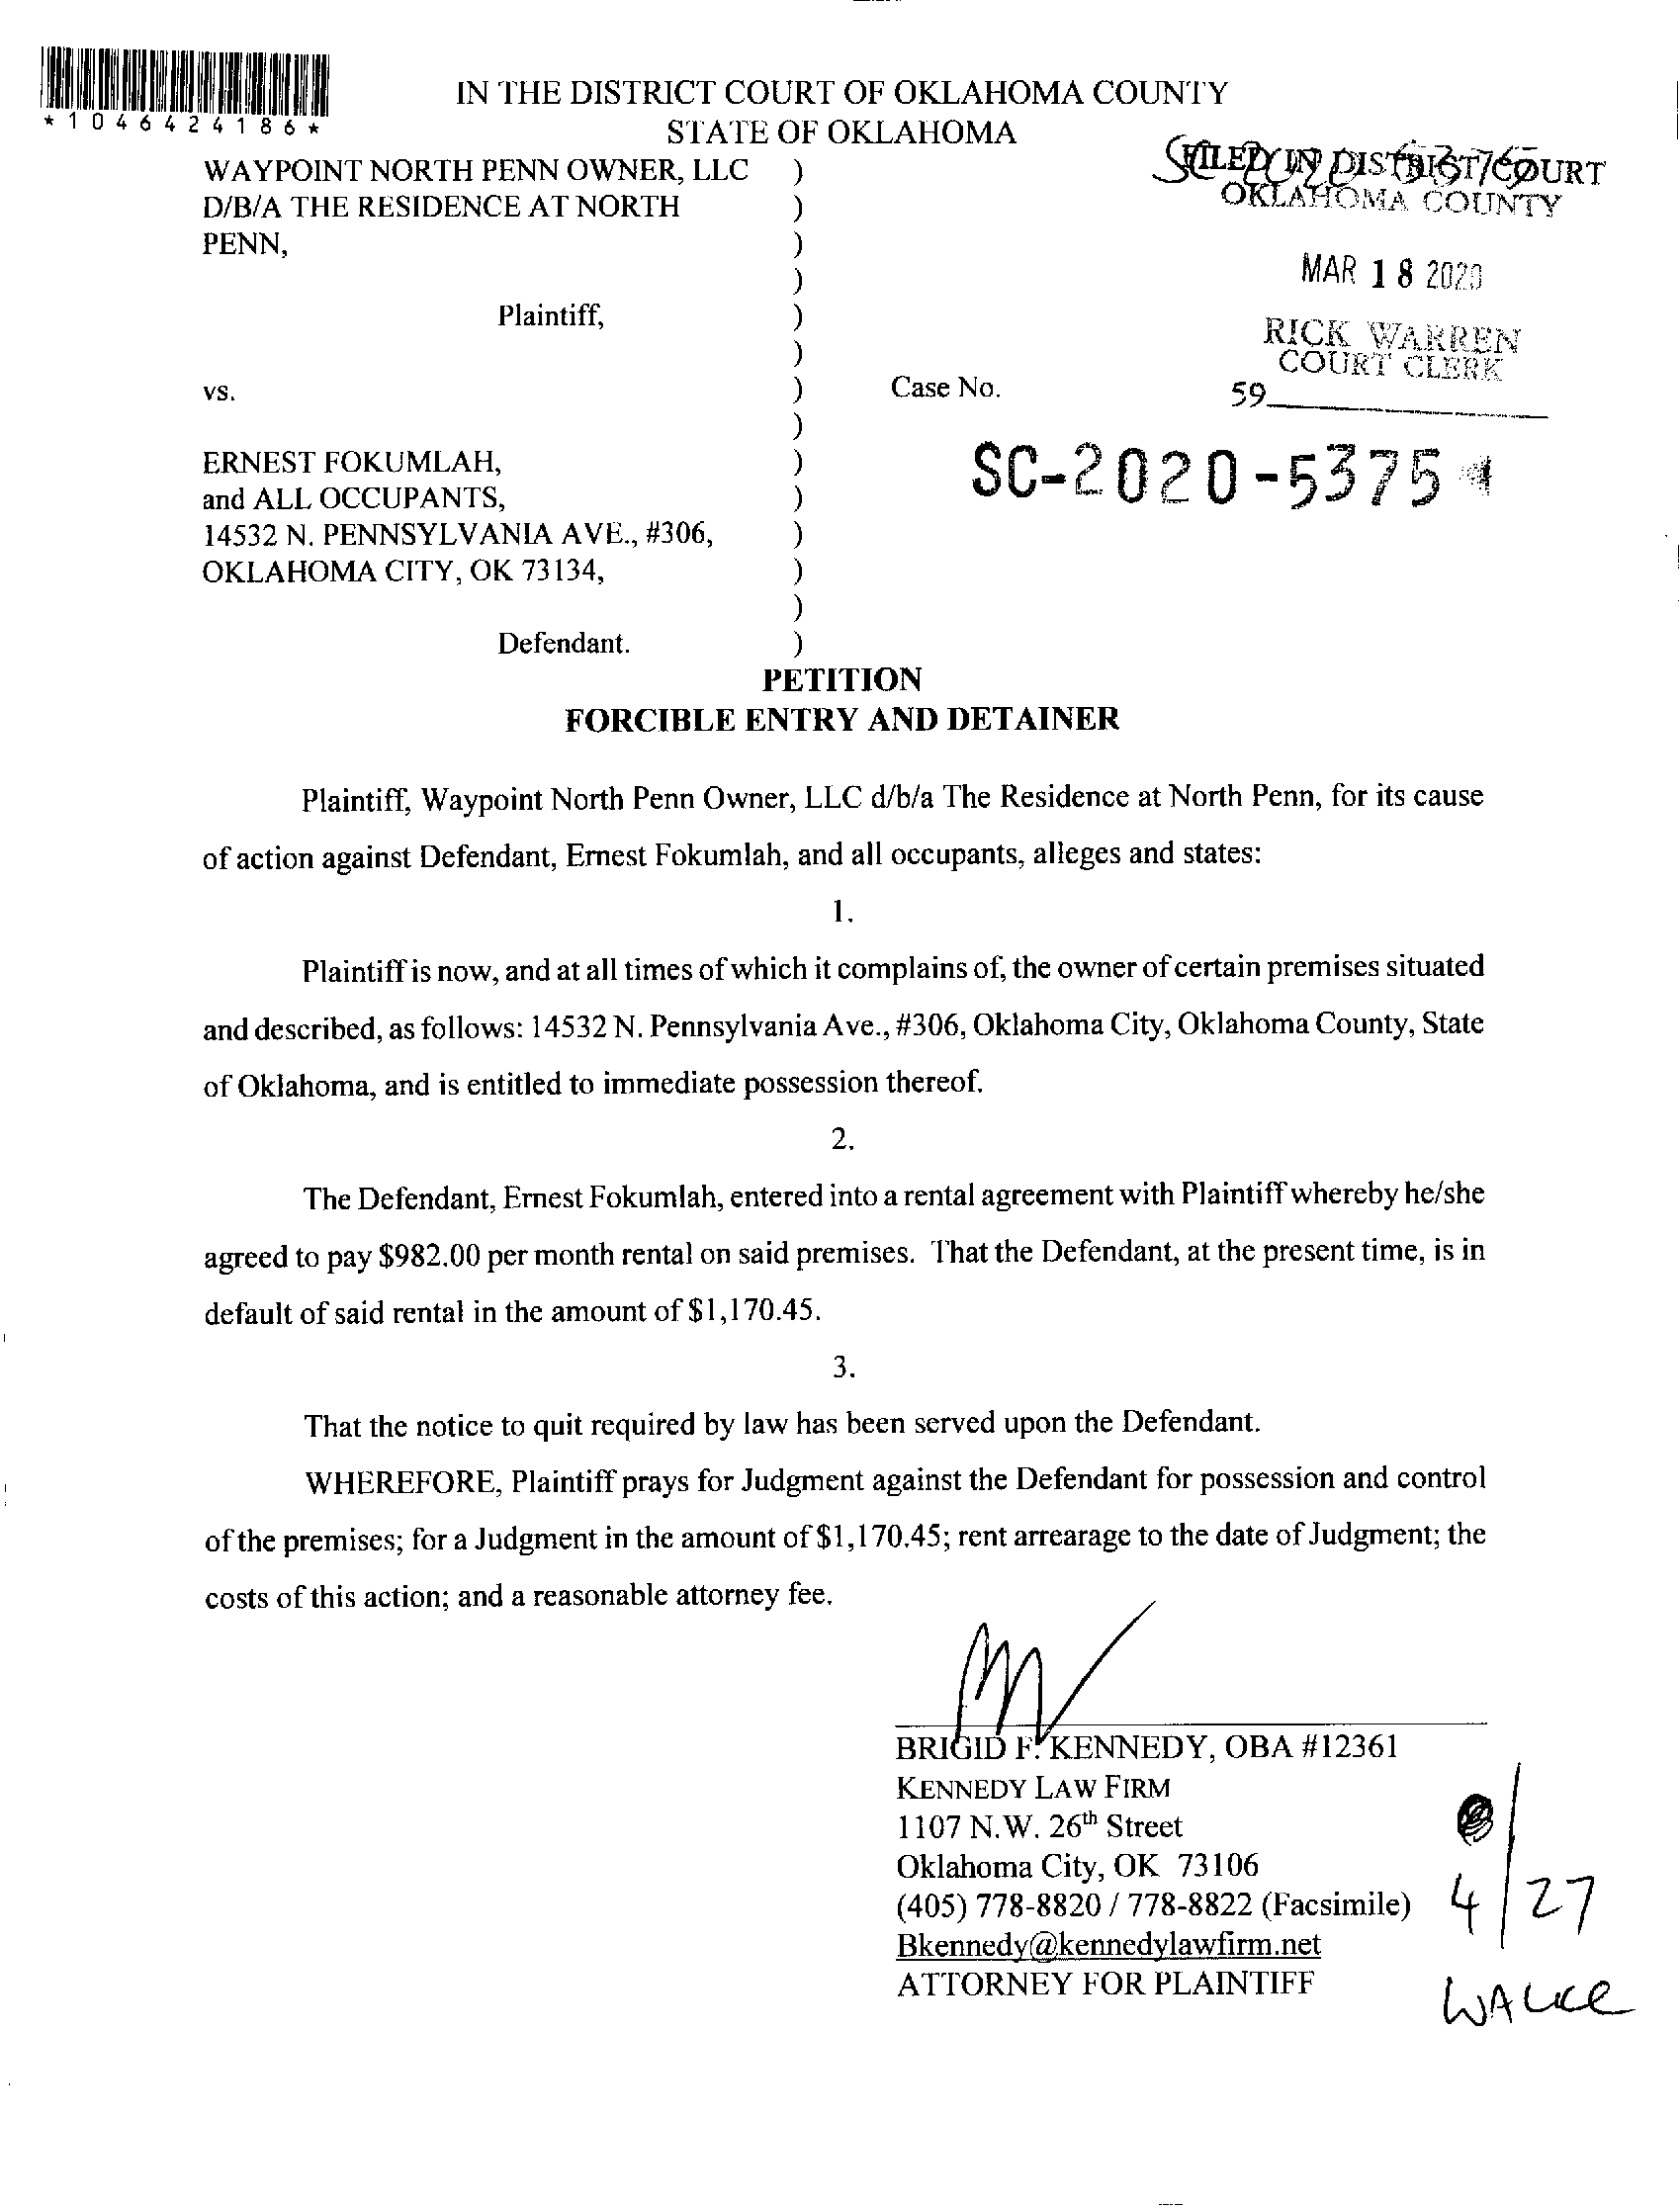 *1046424186*
IN THE DISTRICT COURT OF OKLAHOMA COUNTY
STATE OF OKLAHOMA
WAYPOINT NORTH PENN OWNER, LLC )
D/B/A THE RESIDENCE AT NORTH )
PENN, )
)
Plaintiff, )
)
vs. )
)
ERNEST FOKUMLAH, )
and ALL OCCUPANTS, )
14532 N. PENNSYLVANIA AVE., #306, )
OKLAHOMA CITY, OK 73134, )
)
Defendant. )
FILED IN DISTRICT COURT
OKLAHOMA COUNTY
MAR 18 2020
RICK WARREN
COURT CLERK
Case No.
59
SC-2020-5375
PETITION
FORCIBLE ENTRY AND DETAINER
Plaintiff, Waypoint North Penn Owner, LLC d/b/a The Residence at North Penn, for its cause
of action against Defendant, Ernest Fokumlah, and all occupants, alleges and states:
1.
Plaintiff is now, and at all times of which it complains of, the owner of certain premises situated
and described, as follows: 14532 N. Pennsylvania Ave., #306, Oklahoma City, Oklahoma County, State
of Oklahoma, and is entitled to immediate possession thereof.
2.
The Defendant, Ernest Fokumlah, entered into a rental agreement with Plaintiff whereby he/she
agreed to pay $982.00 per month rental on said premises. That the Defendant, at the present time, is in
default of said rental in the amount of $1,170.45.
3.
That the notice to quit required by law has been served upon the Defendant.
WHEREFORE, Plaintiff prays for Judgment against the Defendant for possession and control
of the premises; for a Judgment in the amount of $1,170.45; rent arrearage to the date of Judgment; the
costs of this action; and a reasonable attorney fee.
BRIGID F. KENNEDY, OBA #12361
KENNEDY LAW FIRM
1107 N.W. 26th Street
Oklahoma City, OK 73106
(405) 778-8820 / 778-8822 (Facsimile)
Bkennedy@kennedylawfirm.net
ATTORNEY FOR PLAINTIFF
4/27